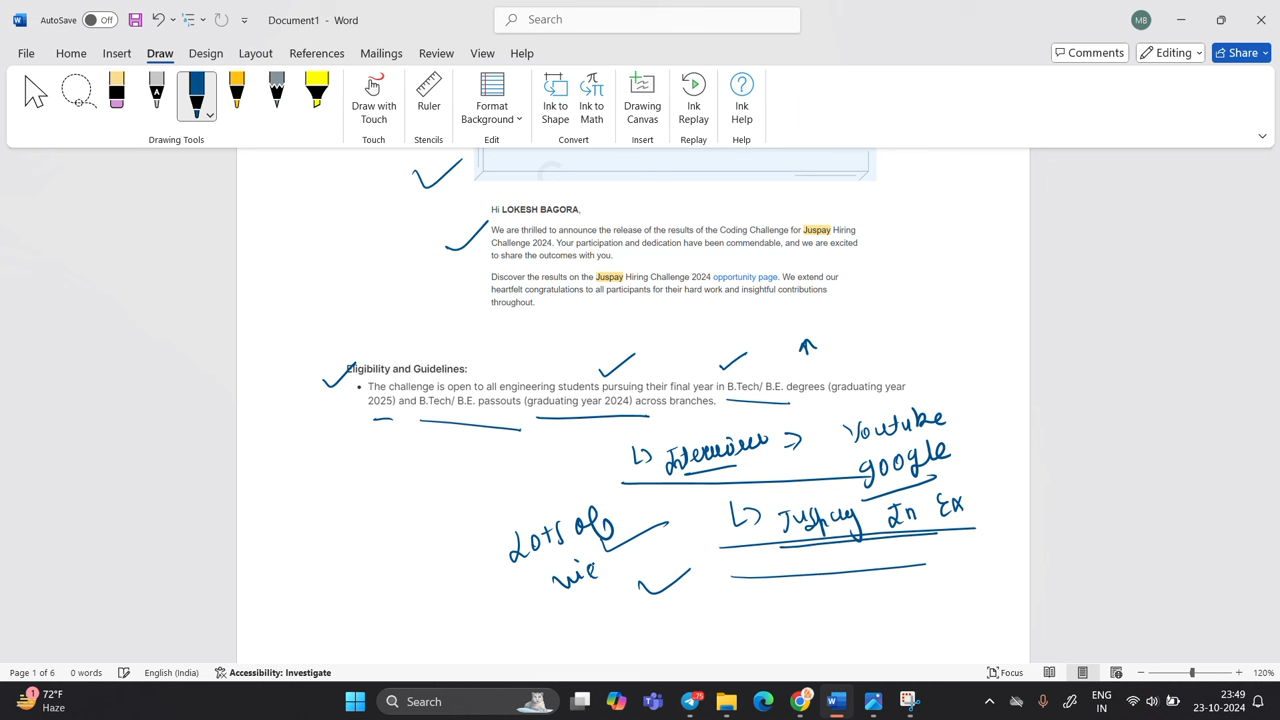 AutoSave Off Document1 - Word Search MB
File Home Insert Draw Design Layout References Mailings Review View Help Comments Editing Share
Draw with Touch Ruler Format Background Ink to Shape Ink to Math Drawing Canvas Ink Replay Ink Help
Drawing Tools Touch Stencils Edit Convert Insert Replay Help
Hi LOKESH BAGORA,
We are thrilled to announce the release of the results of the Coding Challenge for Juspay Hiring
Challenge 2024. Your participation and dedication have been commendable, and we are excited
to share the outcomes with you.
Discover the results on the Juspay Hiring Challenge 2024 opportunity page. We extend our
heartfelt congratulations to all participants for their hard work and insightful contributions
throughout.
Eligibility and Guidelines:
• The challenge is open to all engineering students pursuing their final year in B.Tech/ B.E. degrees (graduating year
2025) and B.Tech/ B.E. passouts (graduating year 2024) across branches.
Interview => Youtube
google
Lots of
Juspay In Ex
Page 1 of 6 0 words English (India) Accessibility: Investigate Focus 120%
1 72°F
Haze
Search
75
ENG
IN
23:49
23-10-2024